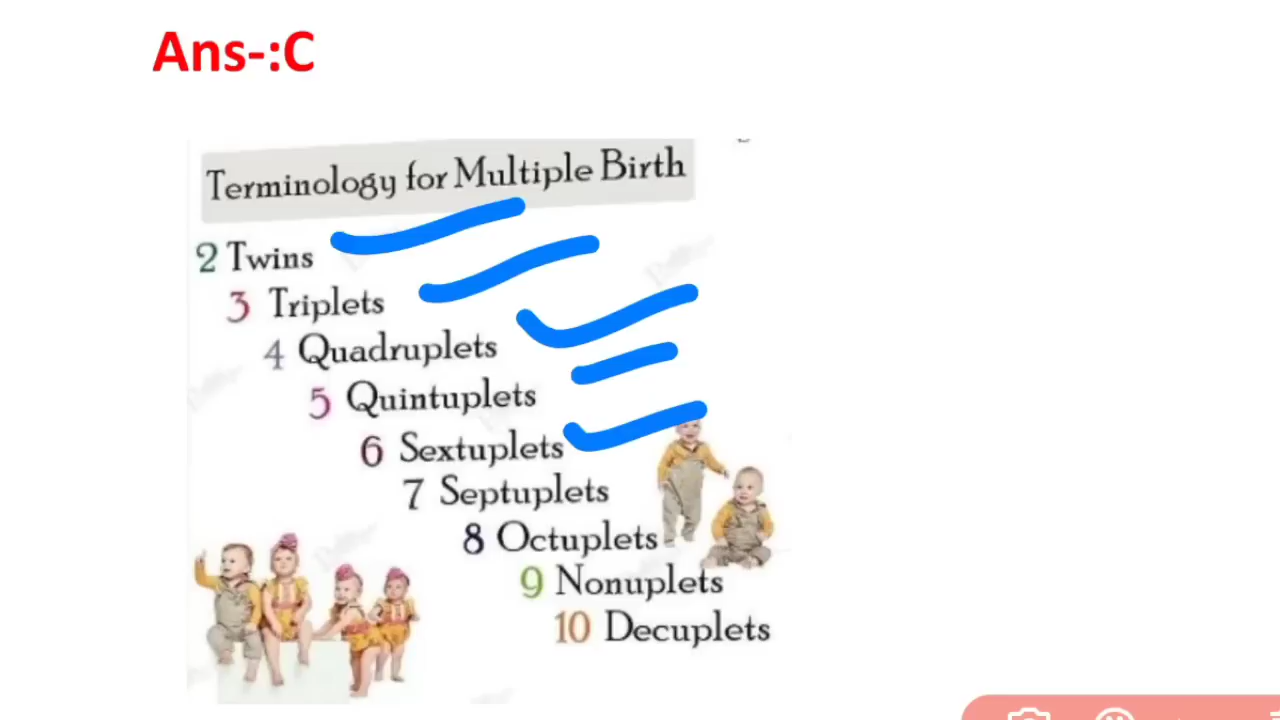 Ans-:C
Terminology for Multiple Birth
2 Twins
3 Triplets
4 Quadruplets
5 Quintuplets
6 Sextuplets
7 Septuplets
8 Octuplets
9 Nonuplets
10 Decuplets